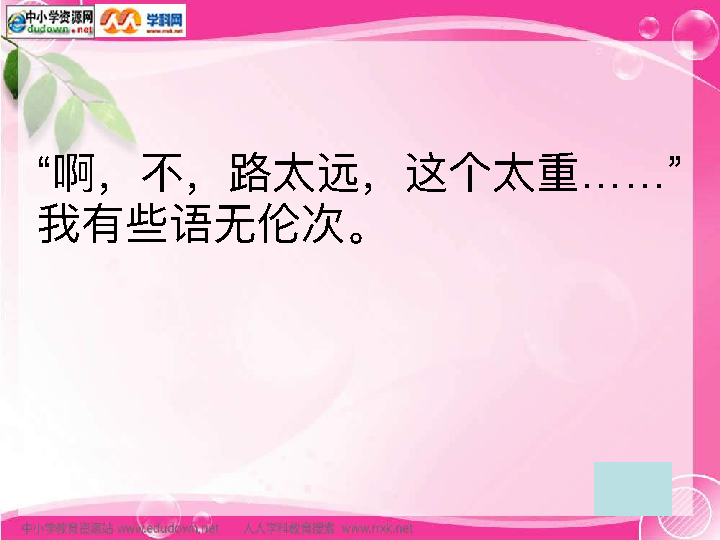 中小学资源网
dudown.net
学科网
www.rrxk.net
“啊，不，路太远，这个太重……”
我有些语无伦次。
中小学教育资源站 www.edudown.net 人人学科教育搜索 www.rrxk.net